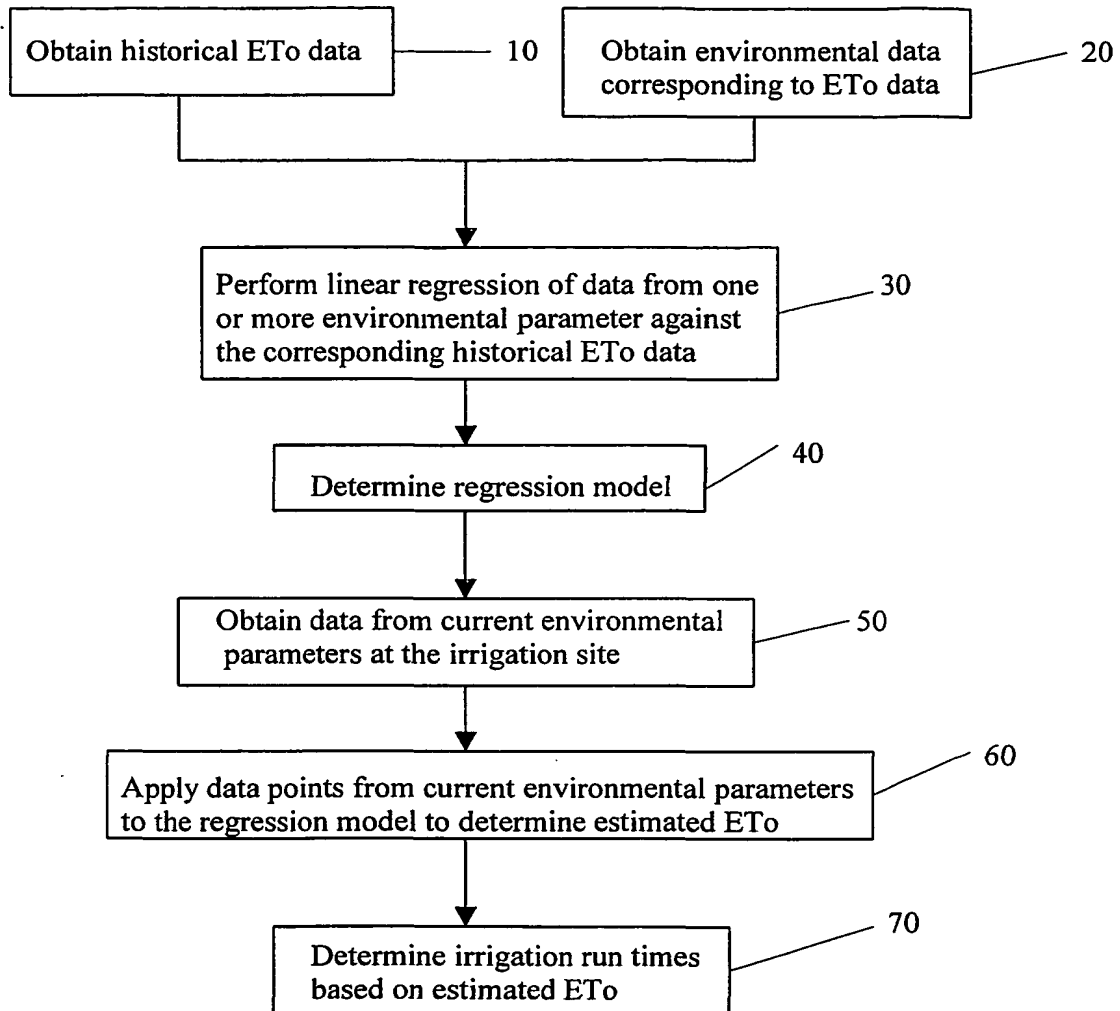 Obtain historical ETo data
10
Obtain environmental data
corresponding to ETo data
20
Perform linear regression of data from one
or more environmental parameter against
the corresponding historical ETo data
30
Determine regression model
40
Obtain data from current environmental
parameters at the irrigation site
50
Apply data points from current environmental parameters
to the regression model to determine estimated ETo
60
Determine irrigation run times
based on estimated ETo
70